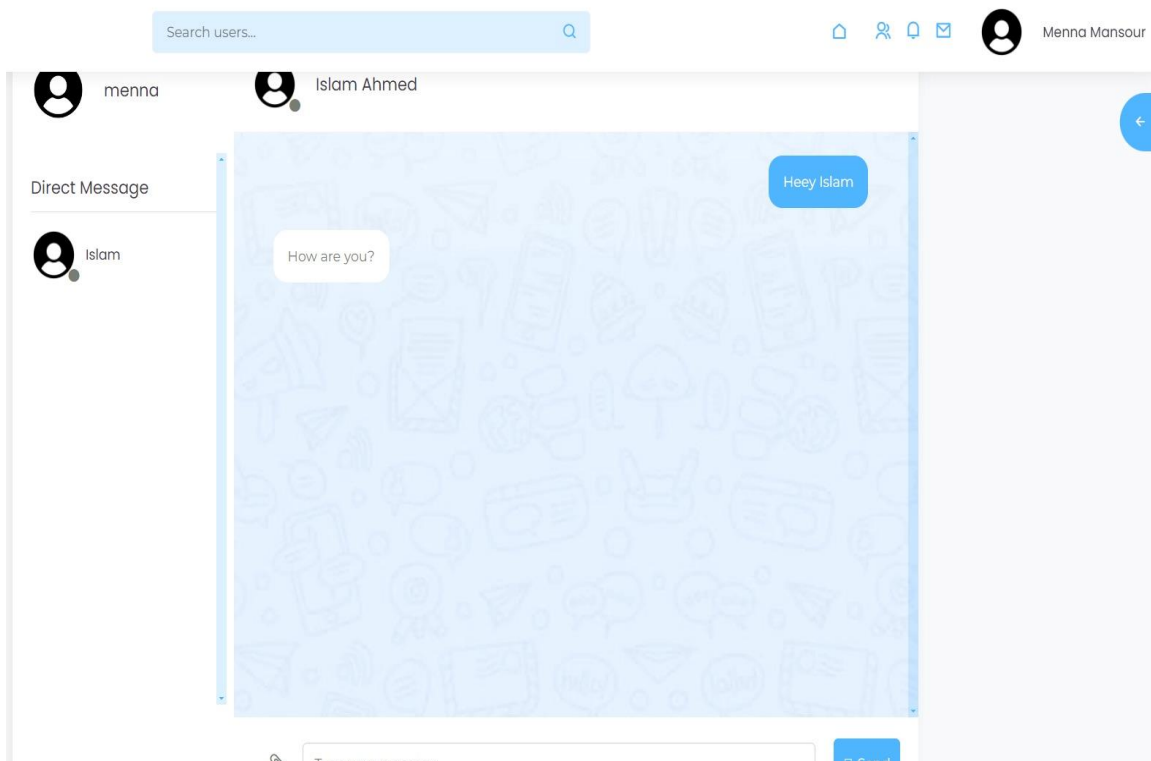 Search users...
Menna Mansour
menna
Islam Ahmed
Direct Message
Heey Islam
Islam
How are you?